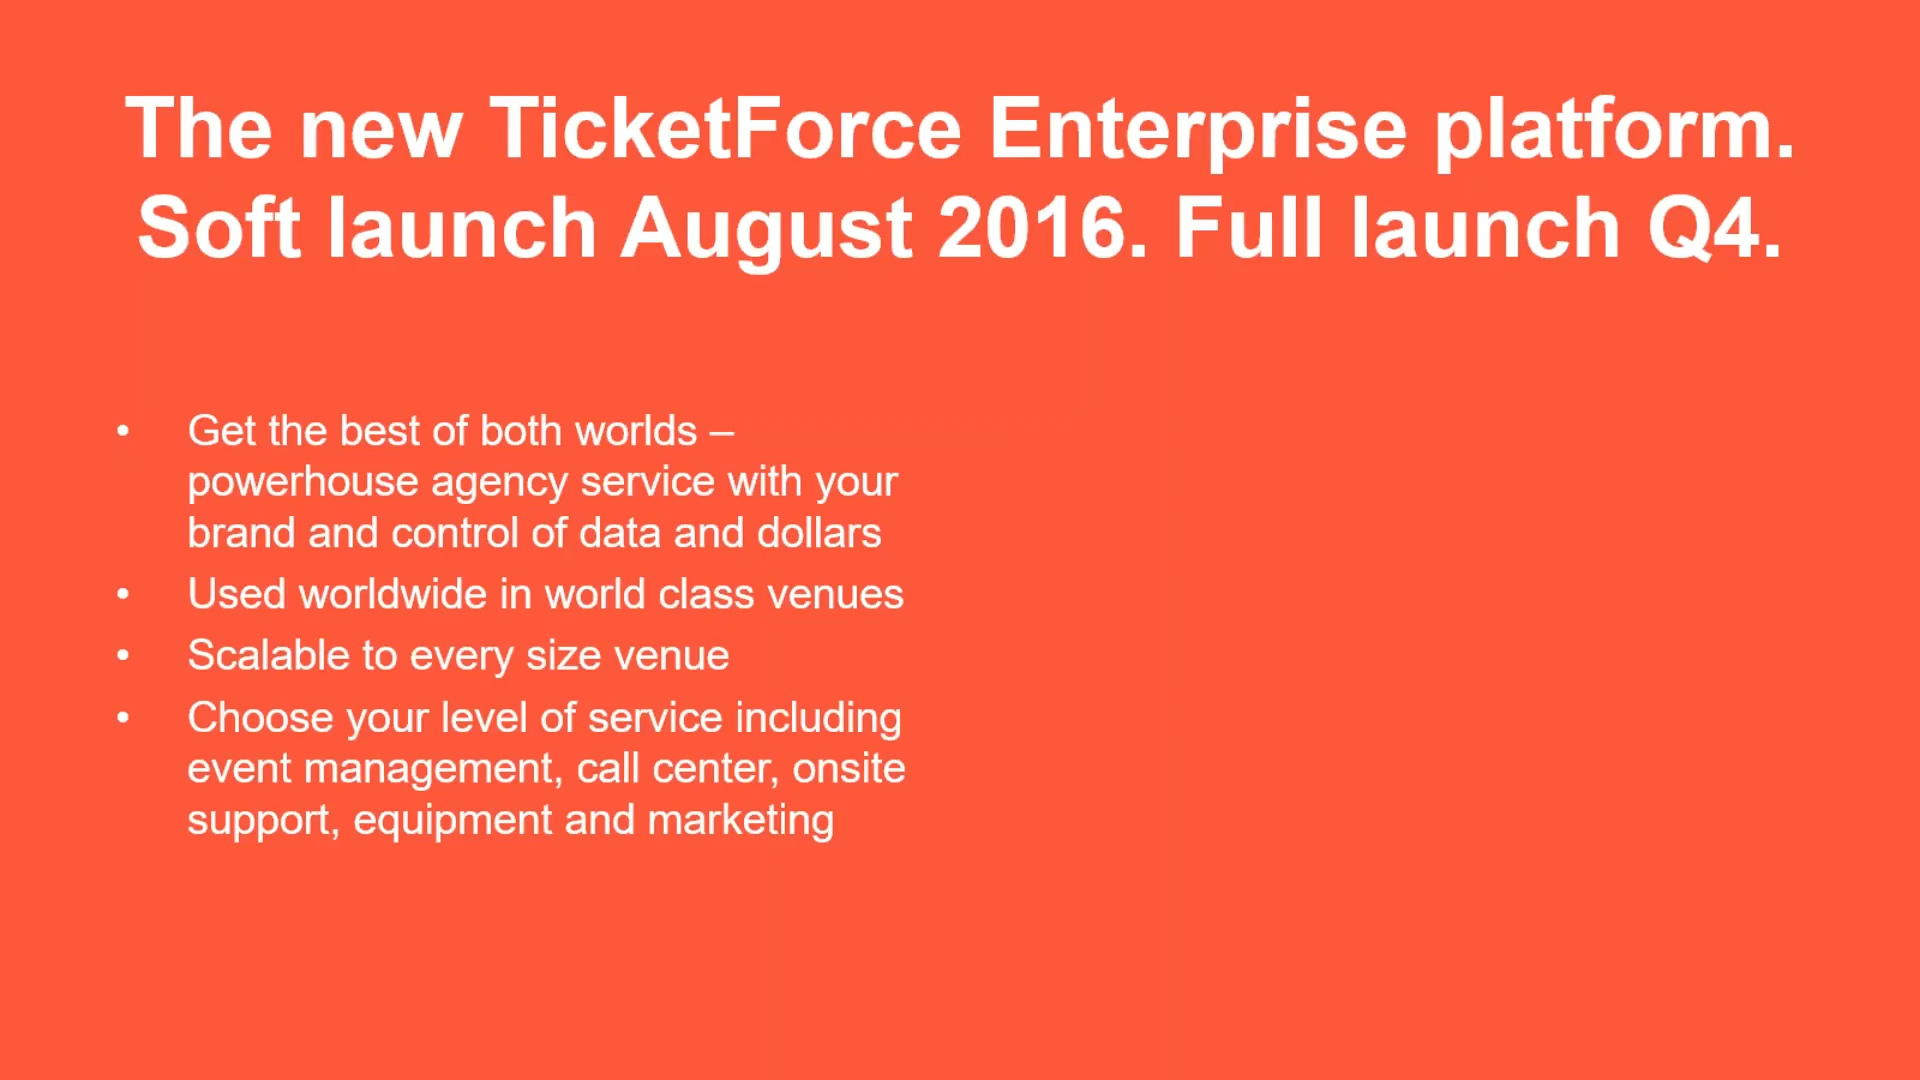 The new TicketForce Enterprise platform.
Soft launch August 2016. Full launch Q4.
• Get the best of both worlds –
powerhouse agency service with your
brand and control of data and dollars
• Used worldwide in world class venues
• Scalable to every size venue
• Choose your level of service including
event management, call center, onsite
support, equipment and marketing